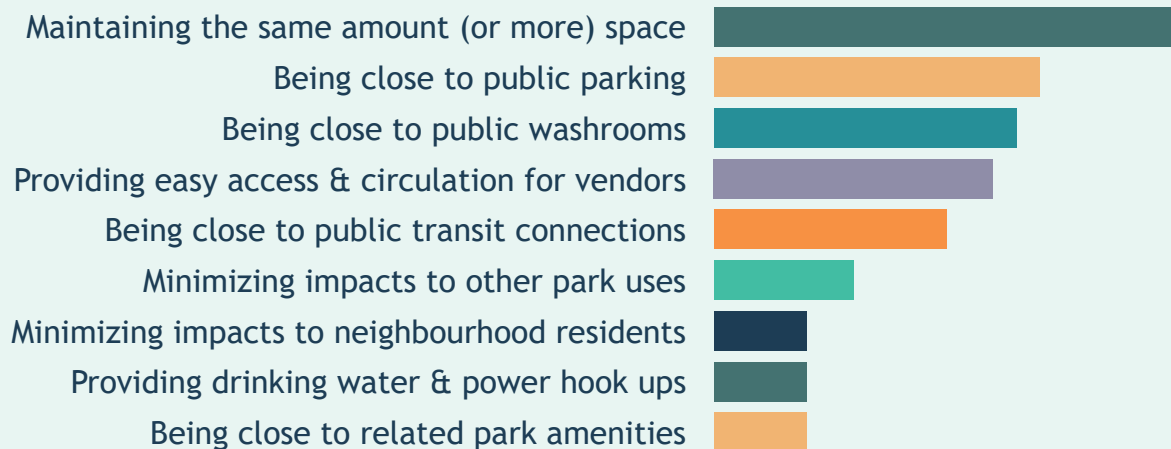 Maintaining the same amount (or more) space
Being close to public parking
Being close to public washrooms
Providing easy access & circulation for vendors
Being close to public transit connections
Minimizing impacts to other park uses
Minimizing impacts to neighbourhood residents
Providing drinking water & power hook ups
Being close to related park amenities